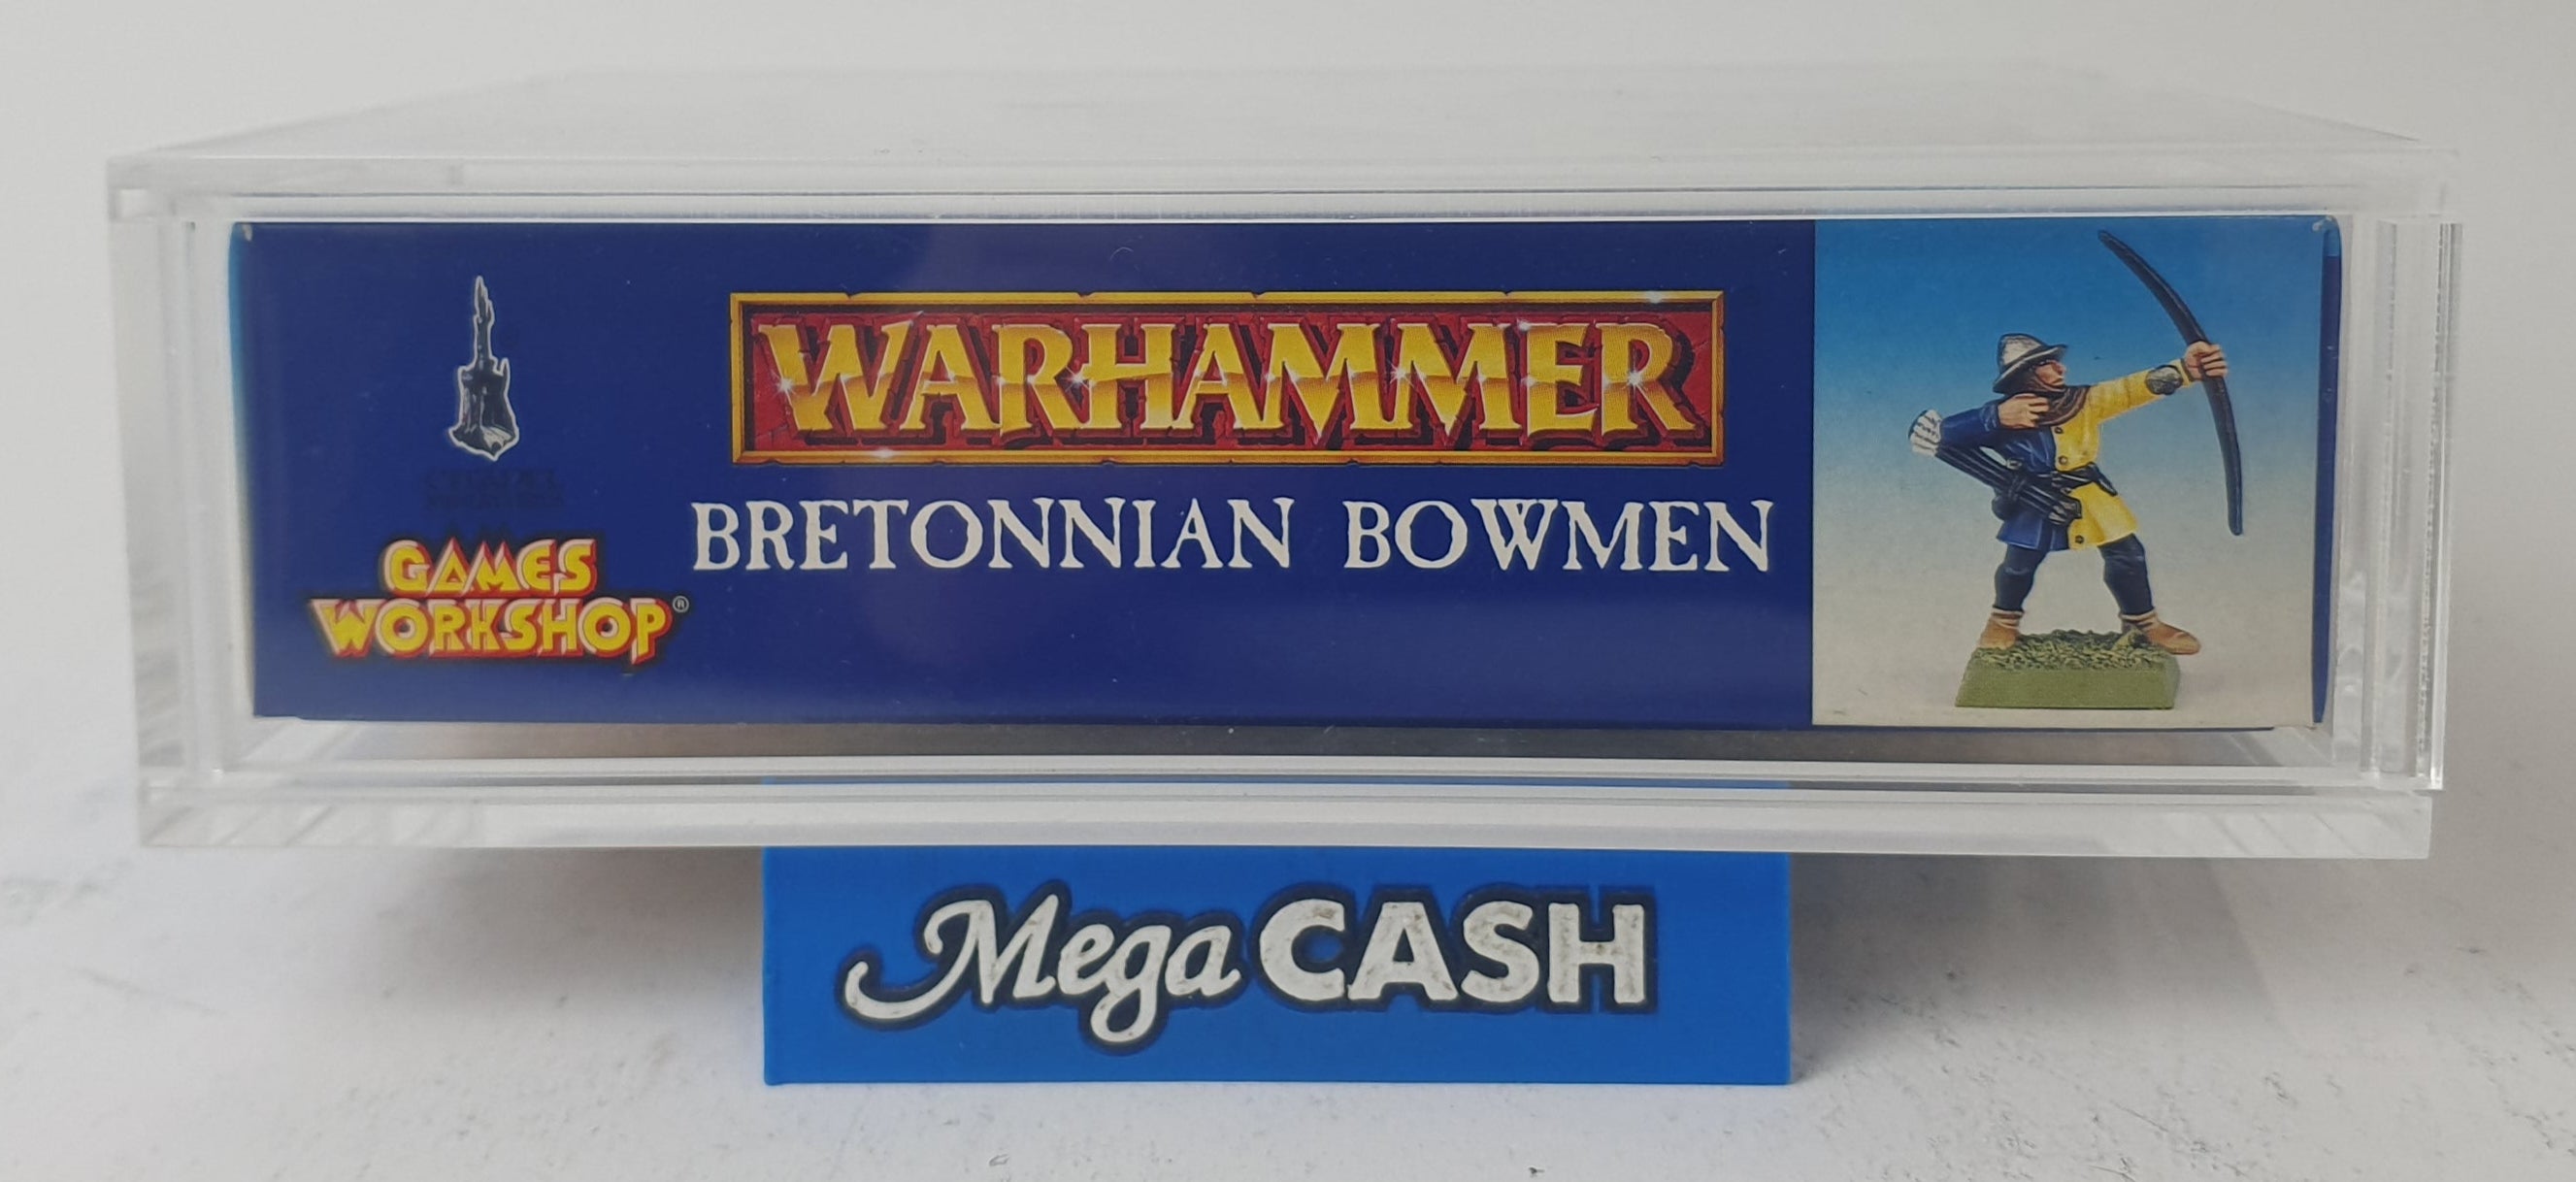 WARHAMMER
BRETONNIAN BOWMEN
GAMES
WORKSHOP®
Mega CASH